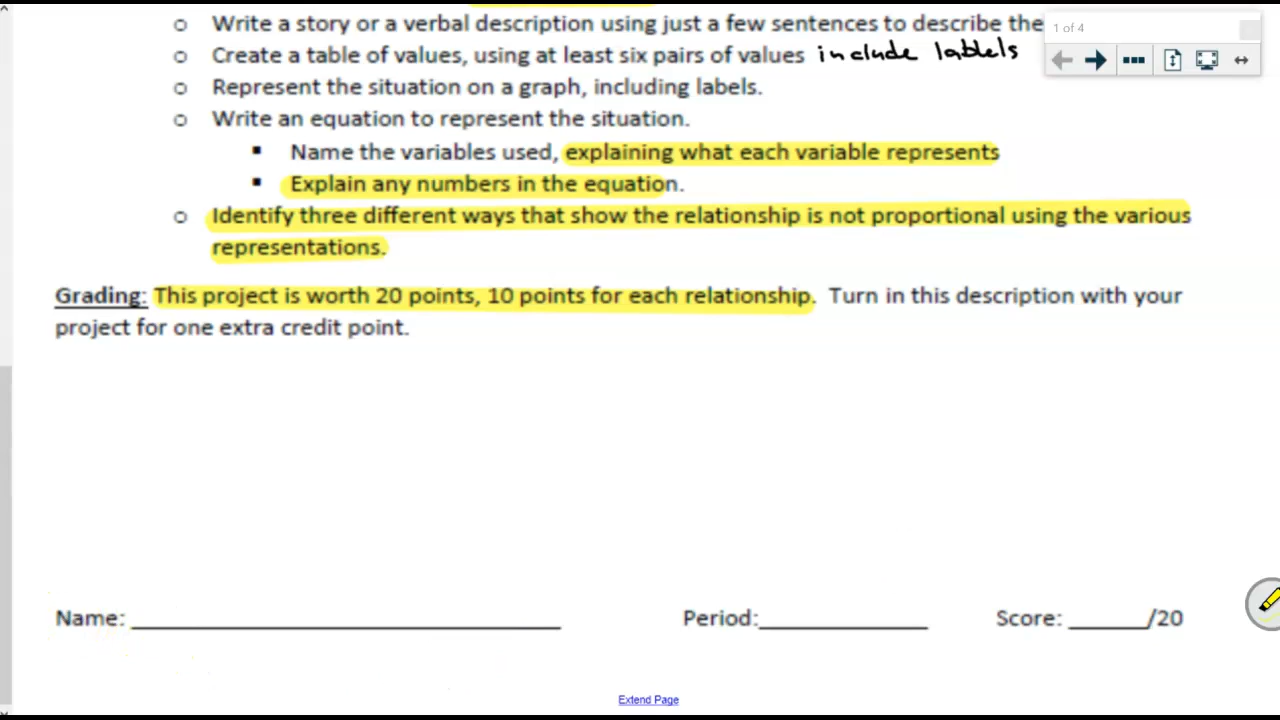 Write a story or a verbal description using just a few sentences to describe the
1 of 4
Create a table of values, using at least six pairs of values include labbels
Represent the situation on a graph, including labels.
Write an equation to represent the situation.
Name the variables used, explaining what each variable represents
Explain any numbers in the equation.
Identify three different ways that show the relationship is not proportional using the various
representations.
Grading: This project is worth 20 points, 10 points for each relationship. Turn in this description with your
project for one extra credit point.
Name: ____________________ Period:____________________ Score: ______/20
Extend Page